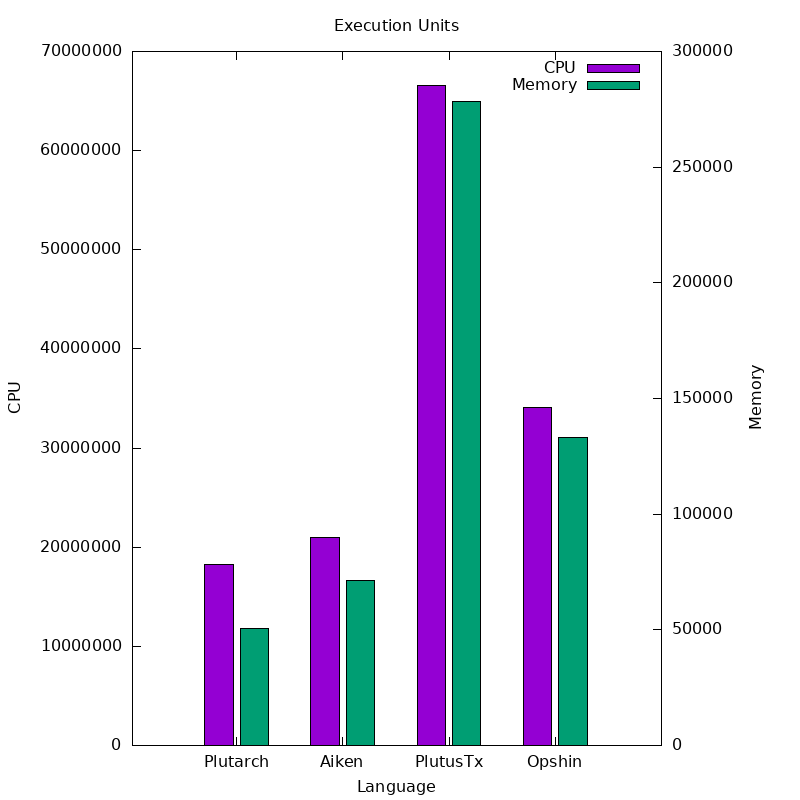 Execution Units
CPU
Memory
70000000
60000000
50000000
40000000
30000000
20000000
10000000
0
300000
250000
200000
150000
100000
50000
0
CPU
Memory
Plutarch Aiken PlutusTx Opshin
Language